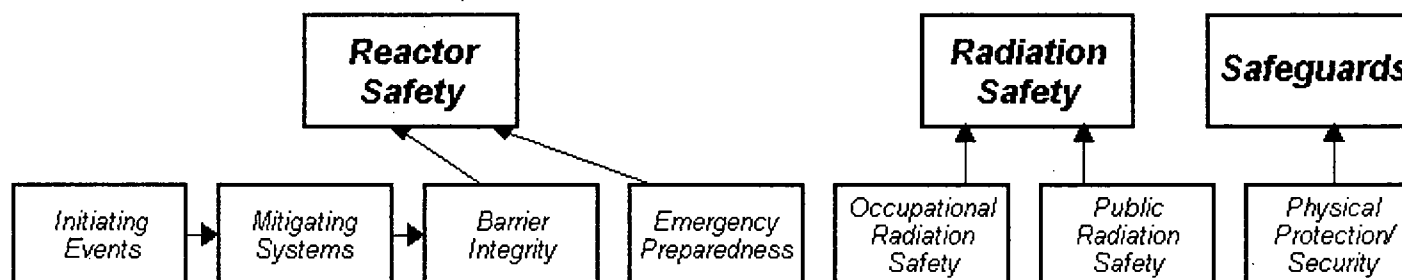 Reactor
Safety
Radiation
Safety
Safeguards
Initiating
Events
Mitigating
Systems
Barrier
Integrity
Emergency
Preparedness
Occupational
Radiation
Safety
Public
Radiation
Safety
Physical
Protection/
Security